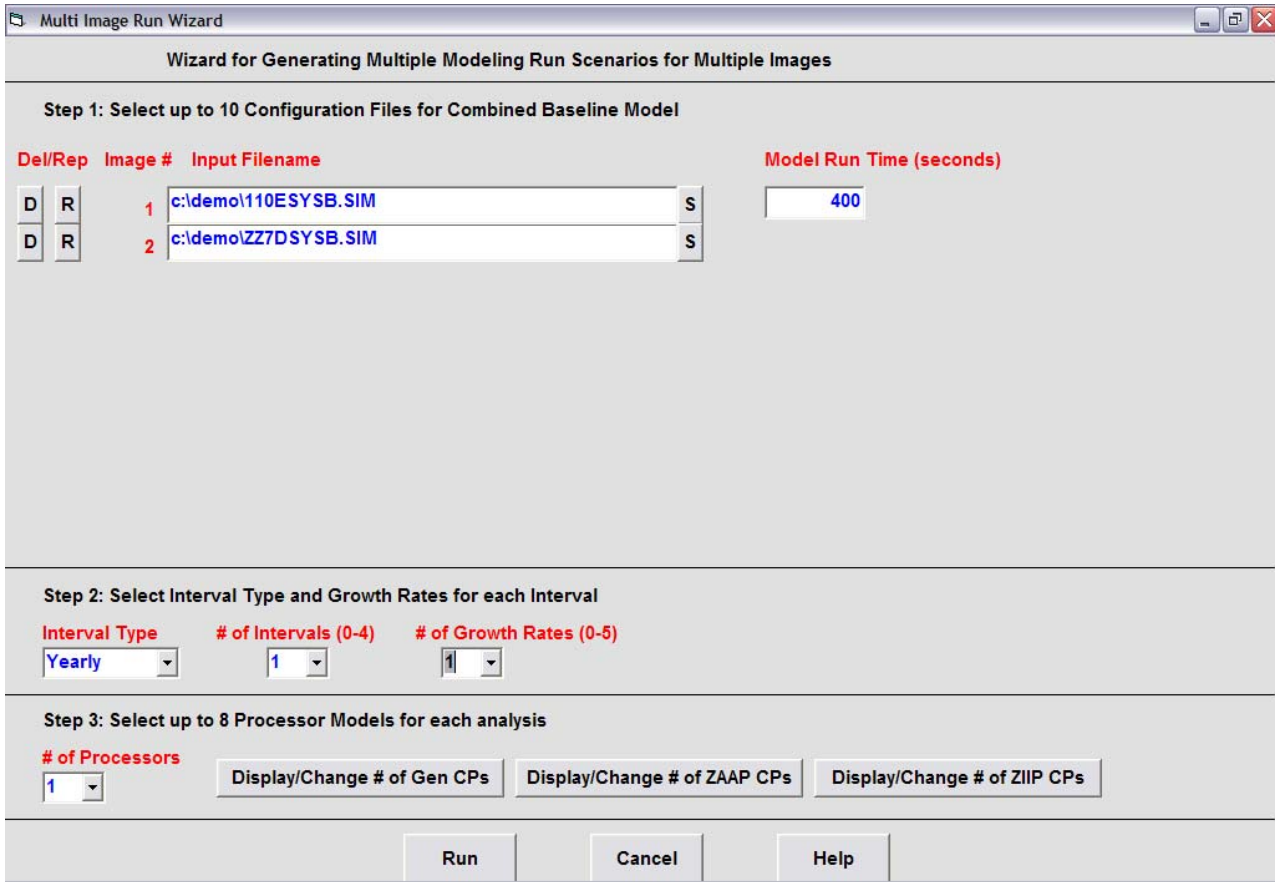 Multi Image Run Wizard
Wizard for Generating Multiple Modeling Run Scenarios for Multiple Images
Step 1: Select up to 10 Configuration Files for Combined Baseline Model
Del/Rep Image # Input Filename Model Run Time (seconds)
D R 1 c:\demo\110ESYSB.SIM S 400
D R 2 c:\demo\ZZ7DSYSB.SIM S
Step 2: Select Interval Type and Growth Rates for each Interval
Interval Type # of Intervals (0-4) # of Growth Rates (0-5)
Yearly 1 1
Step 3: Select up to 8 Processor Models for each analysis
# of Processors
1 Display/Change # of Gen CPs Display/Change # of ZAAP CPs Display/Change # of ZIIP CPs
Run Cancel Help